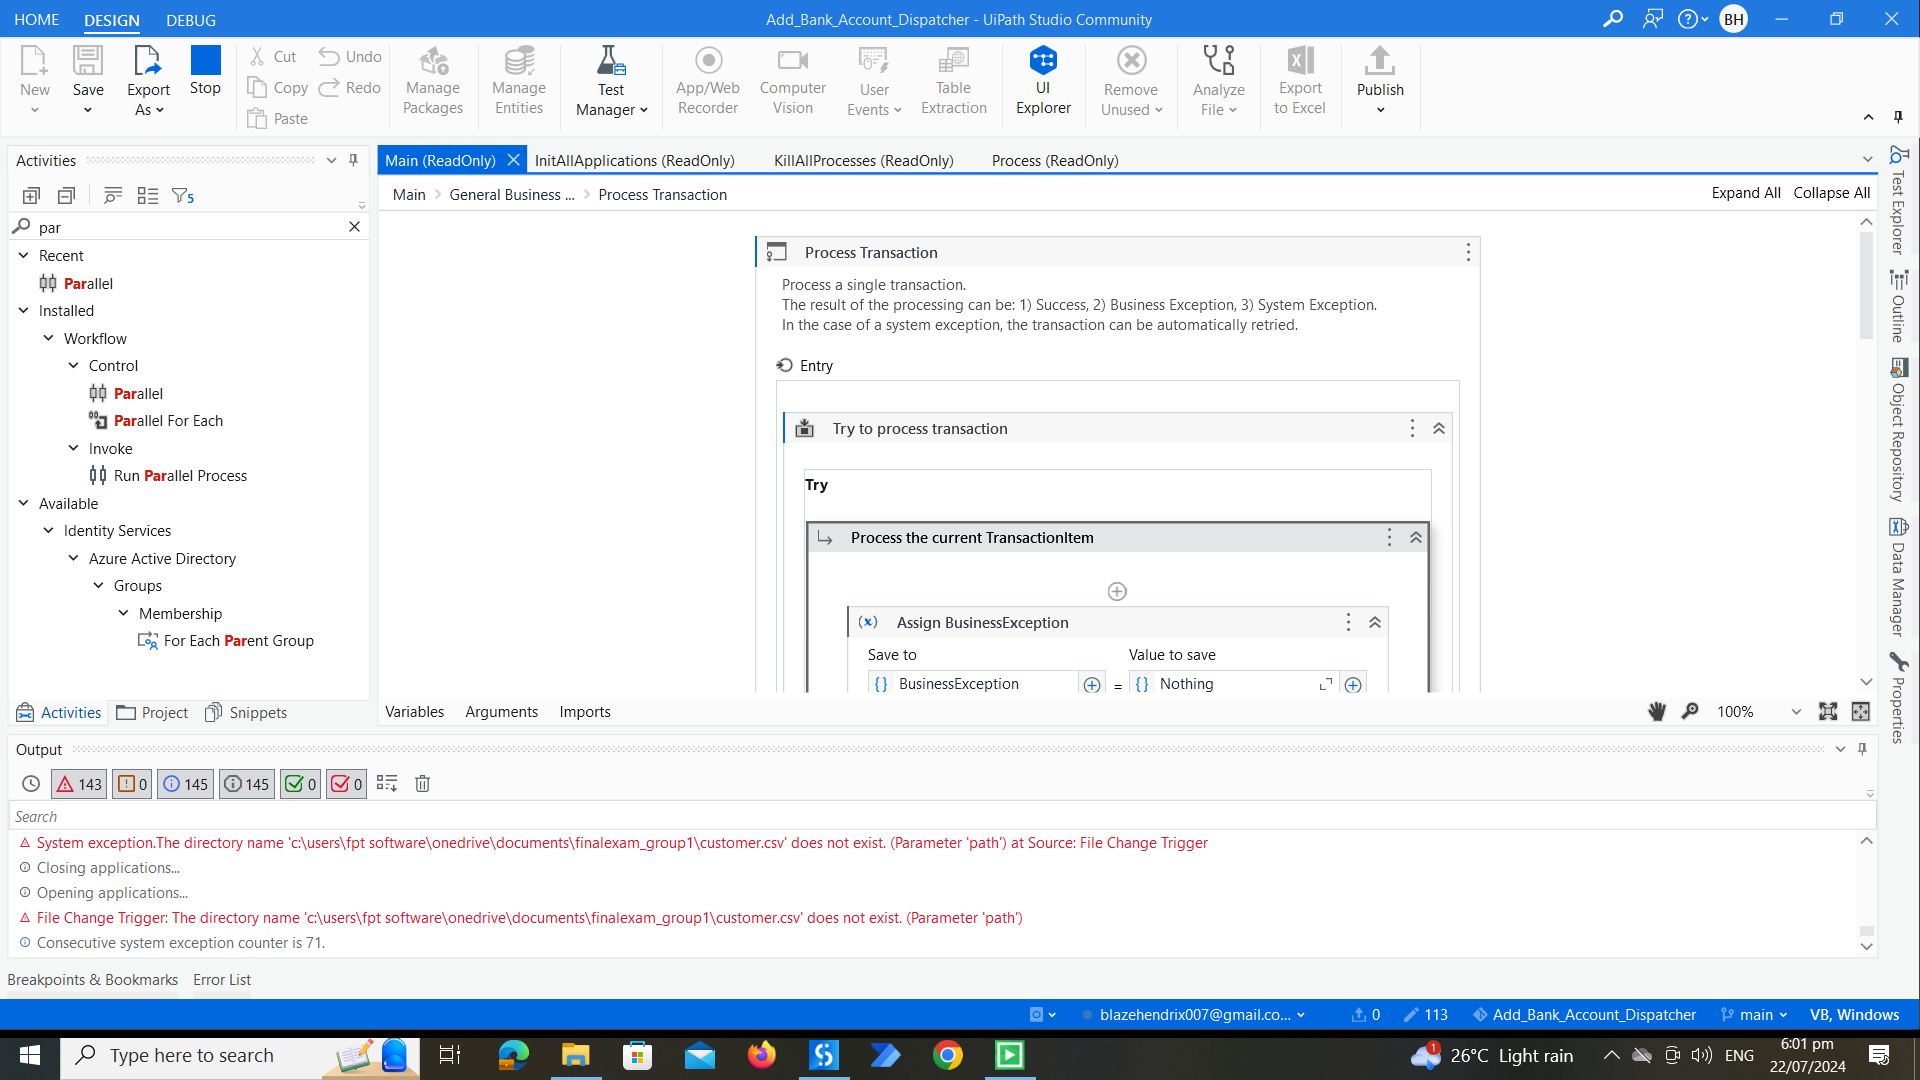 HOME
DESIGN
DEBUG
Add_Bank_Account_Dispatcher - UiPath Studio Community
BH
New
Save
Export As
Stop
Cut
Copy
Paste
Undo
Redo
Manage Packages
Manage Entities
Test Manager
App/Web Recorder
Computer Vision
User Events
Table Extraction
UI Explorer
Remove Unused
Analyze File
Export to Excel
Publish
Activities
5
par
Recent
Parallel
Installed
Workflow
Control
Parallel
Parallel For Each
Invoke
Run Parallel Process
Available
Identity Services
Azure Active Directory
Groups
Membership
For Each Parent Group
Activities
Project
Snippets
Main (ReadOnly)
InitAllApplications (ReadOnly)
KillAllProcesses (ReadOnly)
Process (ReadOnly)
Main
General Business ...
Process Transaction
Expand All
Collapse All
Process Transaction
Process a single transaction.
The result of the processing can be: 1) Success, 2) Business Exception, 3) System Exception.
In the case of a system exception, the transaction can be automatically retried.
Entry
Try to process transaction
Try
Process the current TransactionItem
(x) Assign BusinessException
Save to
Value to save
{} BusinessException
=
{} Nothing
Variables
Arguments
Imports
100%
Test Explorer
Outline
Object Repository
Data Manager
Properties
Output
143
0
145
145
0
0
Search
System exception.The directory name 'c:\users\fpt software\onedrive\documents\finalexam_group1\customer.csv' does not exist. (Parameter 'path') at Source: File Change Trigger
Closing applications...
Opening applications...
File Change Trigger: The directory name 'c:\users\fpt software\onedrive\documents\finalexam_group1\customer.csv' does not exist. (Parameter 'path')
Consecutive system exception counter is 71.
Breakpoints & Bookmarks
Error List
blazehendrix007@gmail.co...
0
113
Add_Bank_Account_Dispatcher
main
VB, Windows
Type here to search
1
26°C Light rain
ENG
6:01 pm
22/07/2024